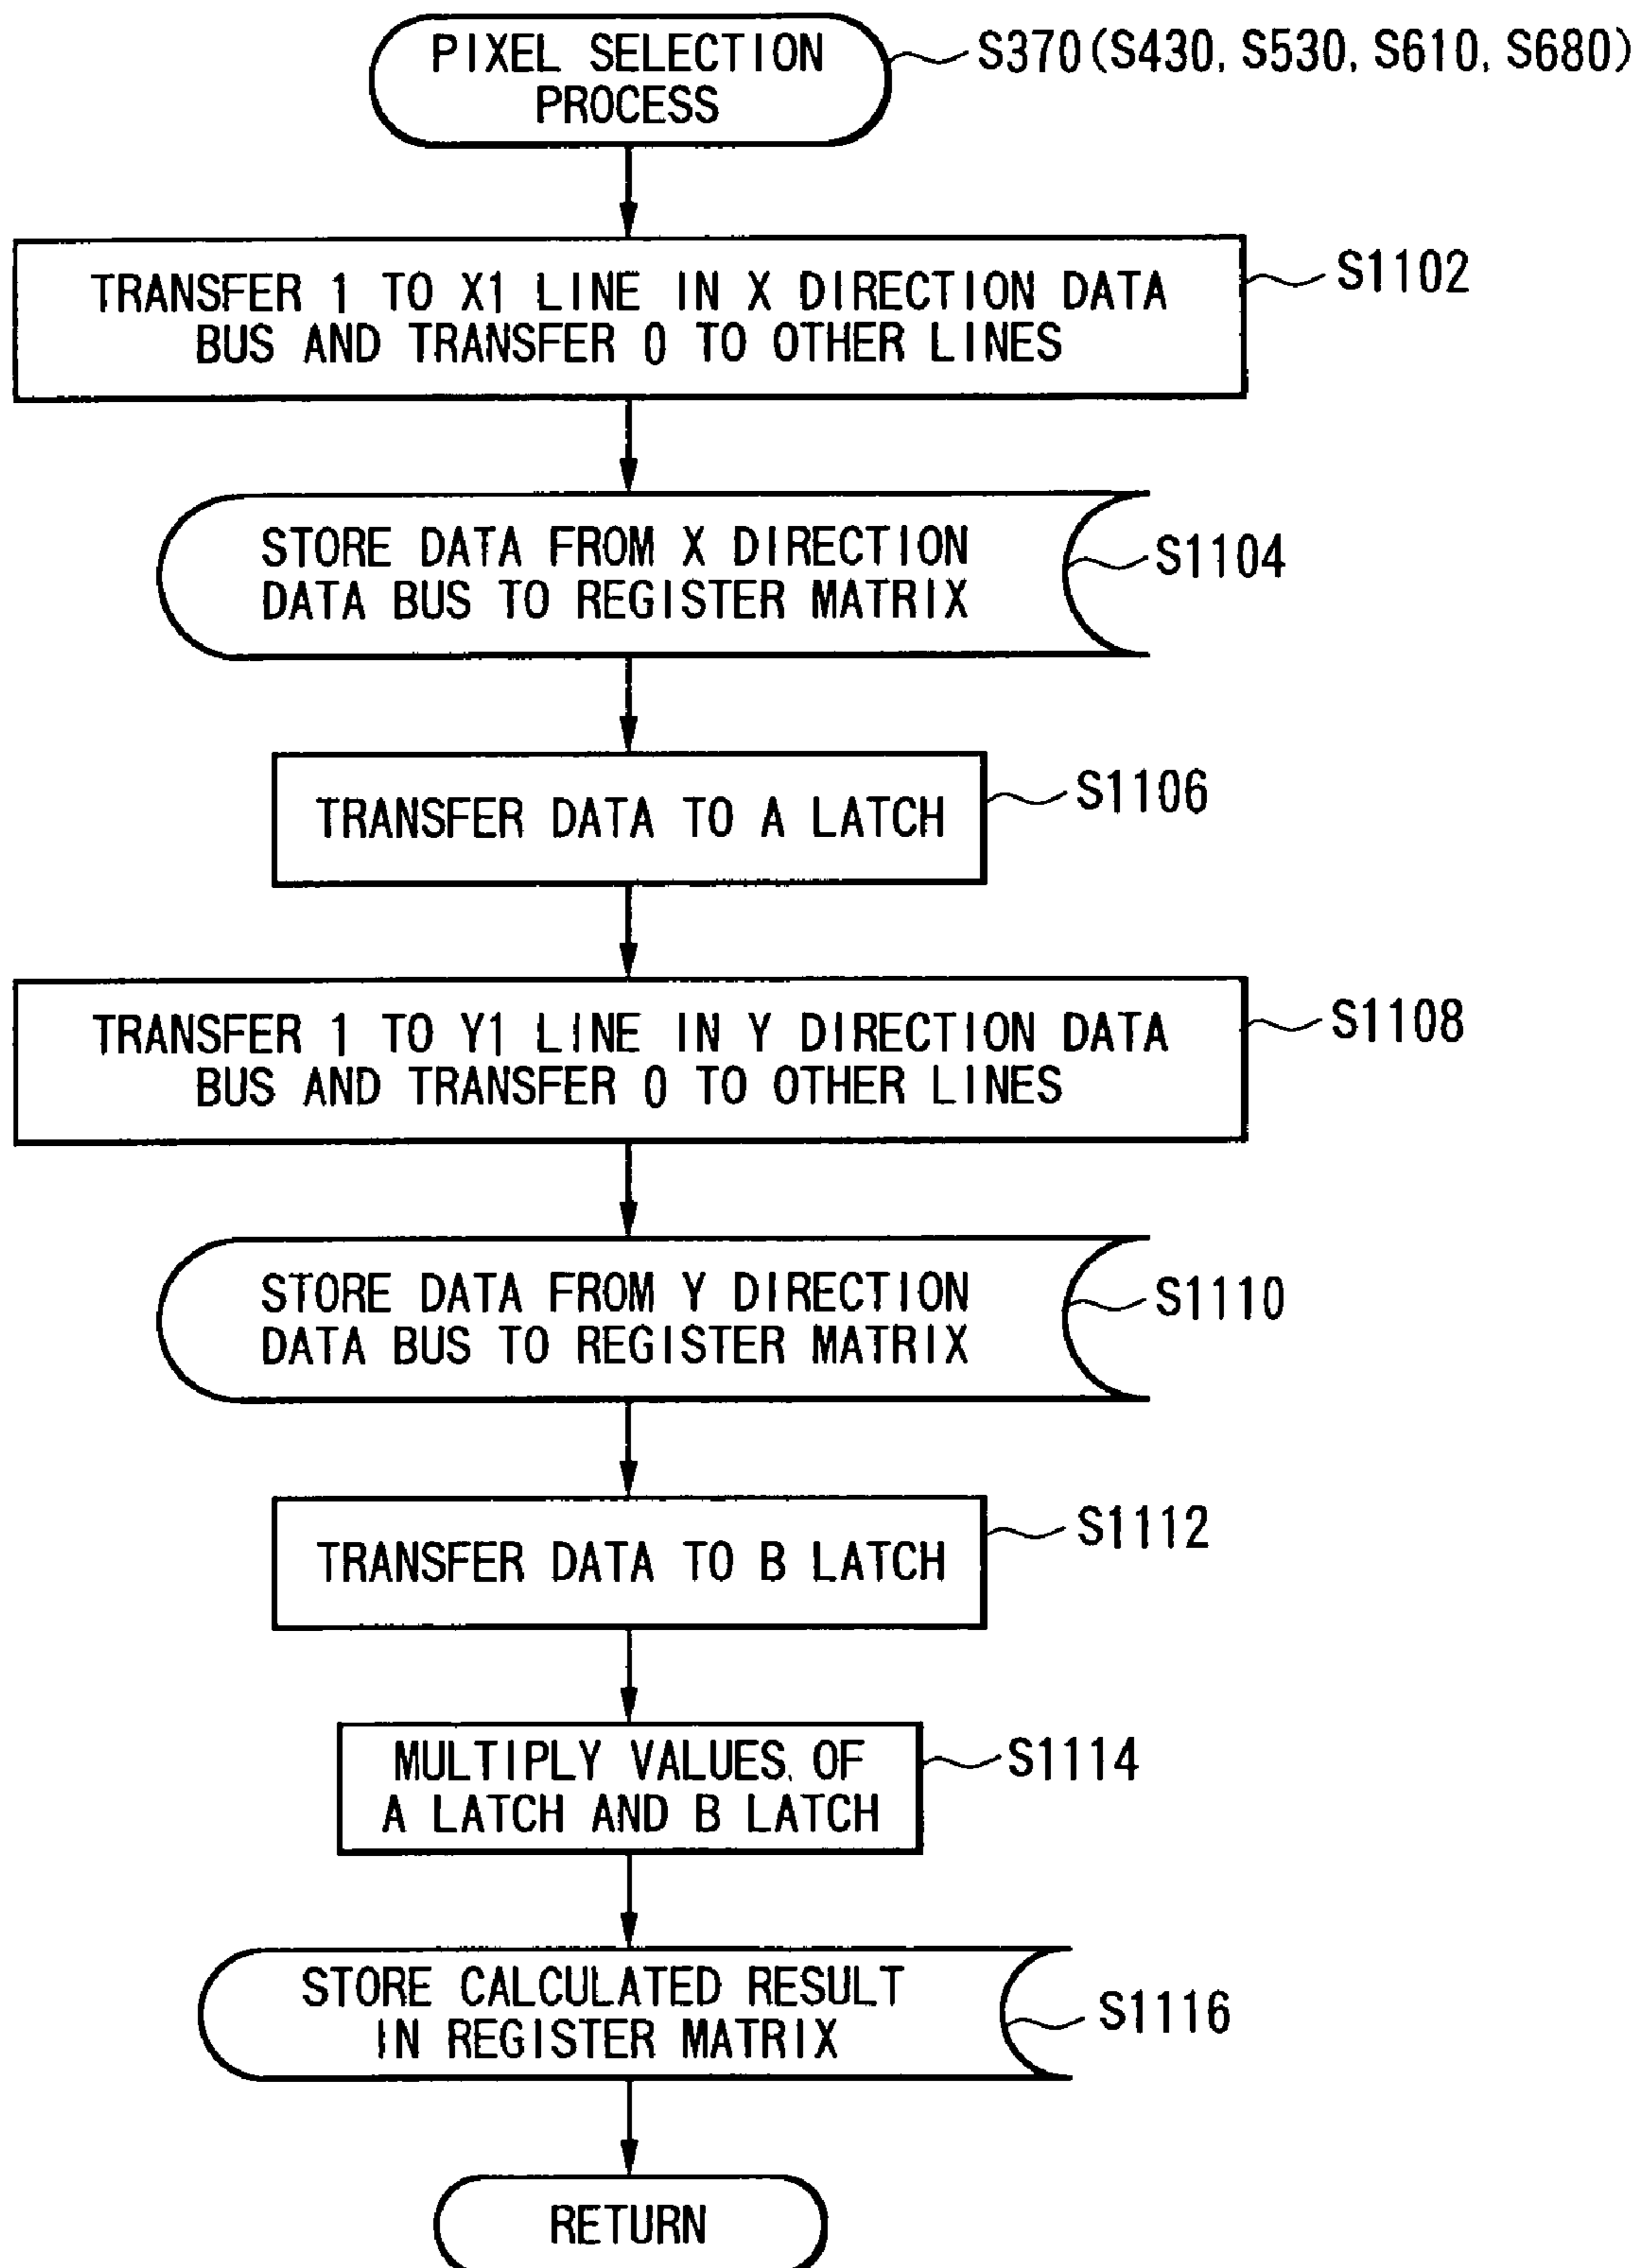 PIXEL SELECTION
PROCESS
S370(S430, S530, S610, S680)
TRANSFER 1 TO X1 LINE IN X DIRECTION DATA
BUS AND TRANSFER 0 TO OTHER LINES
S1102
STORE DATA FROM X DIRECTION
DATA BUS TO REGISTER MATRIX
S1104
TRANSFER DATA TO A LATCH
S1106
TRANSFER 1 TO Y1 LINE IN Y DIRECTION DATA
BUS AND TRANSFER 0 TO OTHER LINES
S1108
STORE DATA FROM Y DIRECTION
DATA BUS TO REGISTER MATRIX
S1110
TRANSFER DATA TO B LATCH
S1112
MULTIPLY VALUES OF
A LATCH AND B LATCH
S1114
STORE CALCULATED RESULT
IN REGISTER MATRIX
S1116
RETURN